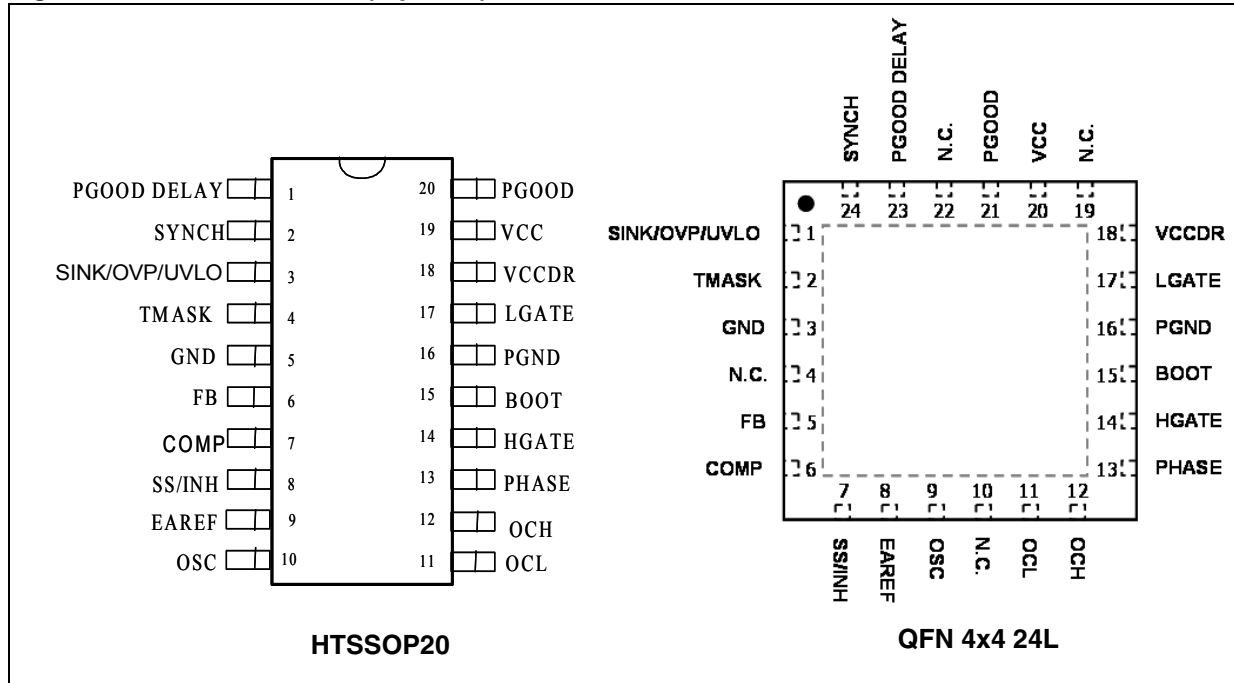 PGOOD DELAY 1 20 PGOOD
SYNCH 2 19 VCC
SINK/OVP/UVLO 3 18 VCCDR
TMASK 4 17 LGATE
GND 5 16 PGND
FB 6 15 BOOT
COMP 7 14 HGATE
SS/INH 8 13 PHASE
EAREF 9 12 OCH
OSC 10 11 OCL
HTSSOP20
SYNCH PGOOD DELAY N.C. PGOOD VCC N.C.
24 23 22 21 20 19
SINK/OVP/UVLO 1 18 VCCDR
TMASK 2 17 LGATE
GND 3 16 PGND
N.C. 4 15 BOOT
FB 5 14 HGATE
COMP 6 13 PHASE
7 8 9 10 11 12
SS/INH EAREF OSC N.C. OCL OCH
QFN 4x4 24L